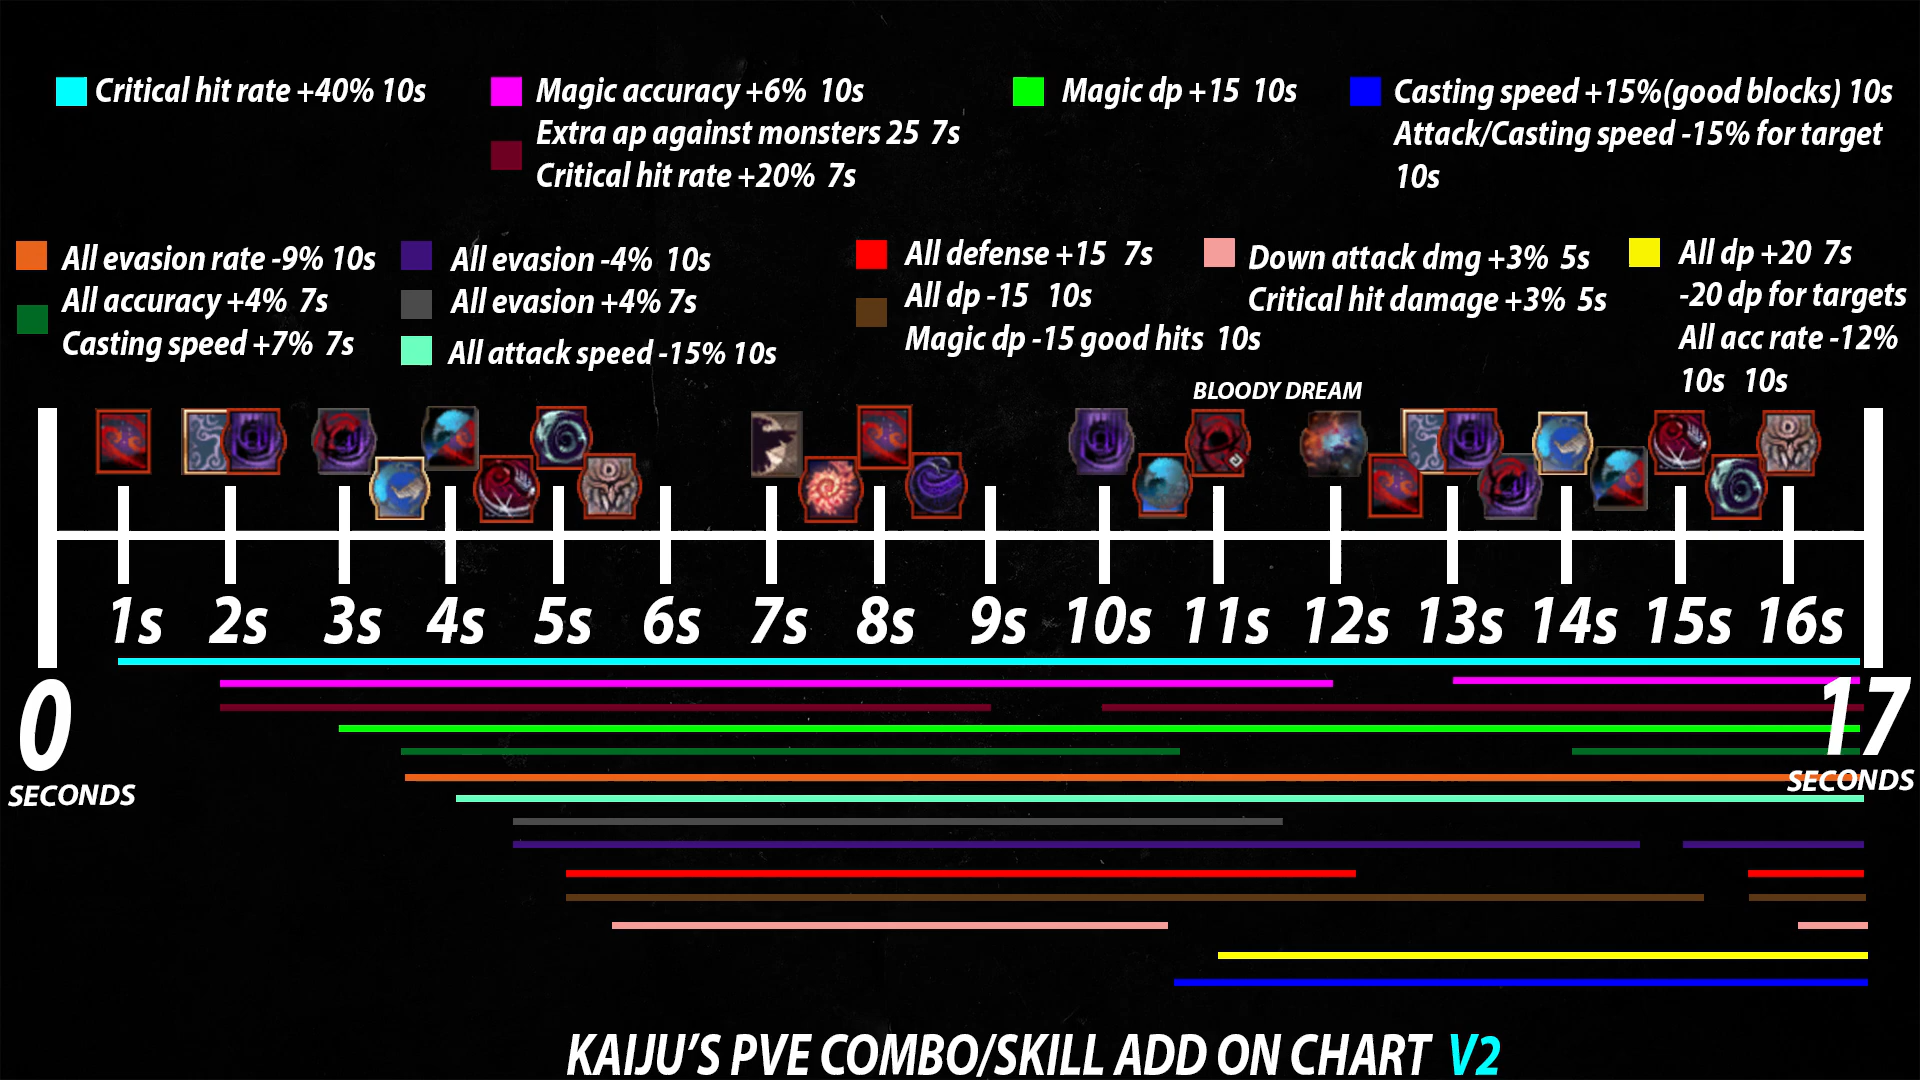 Critical hit rate +40% 10s
Magic accuracy +6% 10s
Extra ap against monsters 25 7s
Critical hit rate +20% 7s
Magic dp +15 10s
Casting speed +15%(good blocks) 10s
Attack/Casting speed -15% for target
10s
All evasion rate -9% 10s
All accuracy +4% 7s
Casting speed +7% 7s
All evasion -4% 10s
All evasion +4% 7s
All attack speed -15% 10s
All defense +15 7s
All dp -15 10s
Magic dp -15 good hits 10s
Down attack dmg +3% 5s
Critical hit damage +3% 5s
All dp +20 7s
-20 dp for targets
All acc rate -12%
10s 10s
BLOODY DREAM
1s 2s 3s 4s 5s 6s 7s 8s 9s 10s 11s 12s 13s 14s 15s 16s
0
SECONDS
17
SECONDS
KAIJU'S PVE COMBO/SKILL ADD ON CHART V2